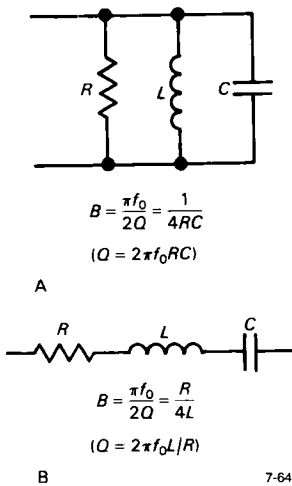 R
L
C
B = πf₀/2Q = 1/4RC
(Q = 2πf₀RC)
A
R
L
C
B = πf₀/2Q = R/4L
(Q = 2πf₀L/R)
B
7-64